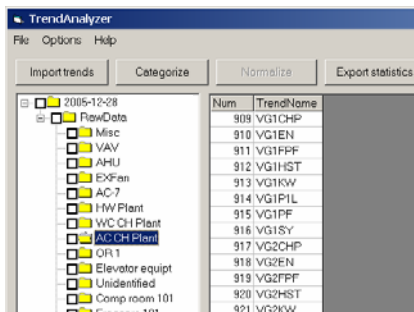 TrendAnalyzer
File Options Help
Import trends Categorize Normalize Export statistics
2005-12-28
RawData
Misc
VAV
AHU
EXFan
AC-7
HW Plant
WC CH Plant
AC CH Plant
OR 1
Elevator equipt
Unidentified
Comp room 101
Num TrendName
909 VG1CHP
910 VG1EN
911 VG1FPF
912 VG1HST
913 VG1KW
914 VG1P1L
915 VG1PF
916 VG1SY
917 VG2CHP
918 VG2EN
919 VG2FPF
920 VG2HST
921 VG2KW